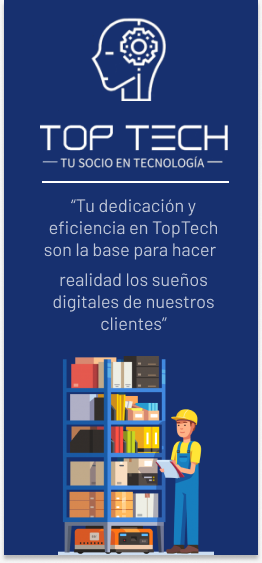 TOP TECH
— TU SOCIO EN TECNOLOGÍA —
“Tu dedicación y
eficiencia en TopTech
son la base para hacer
realidad los sueños
digitales de nuestros
clientes”